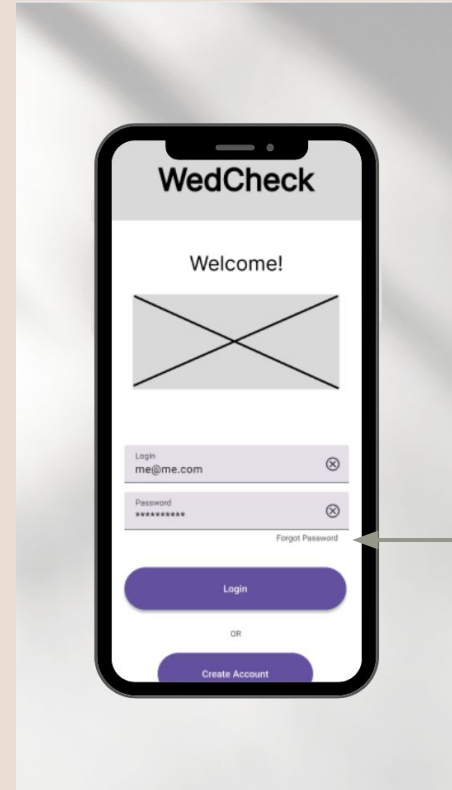 WedCheck
Welcome!
Login
me@me.com
Password
**********
Forgot Password
Login
OR
Create Account